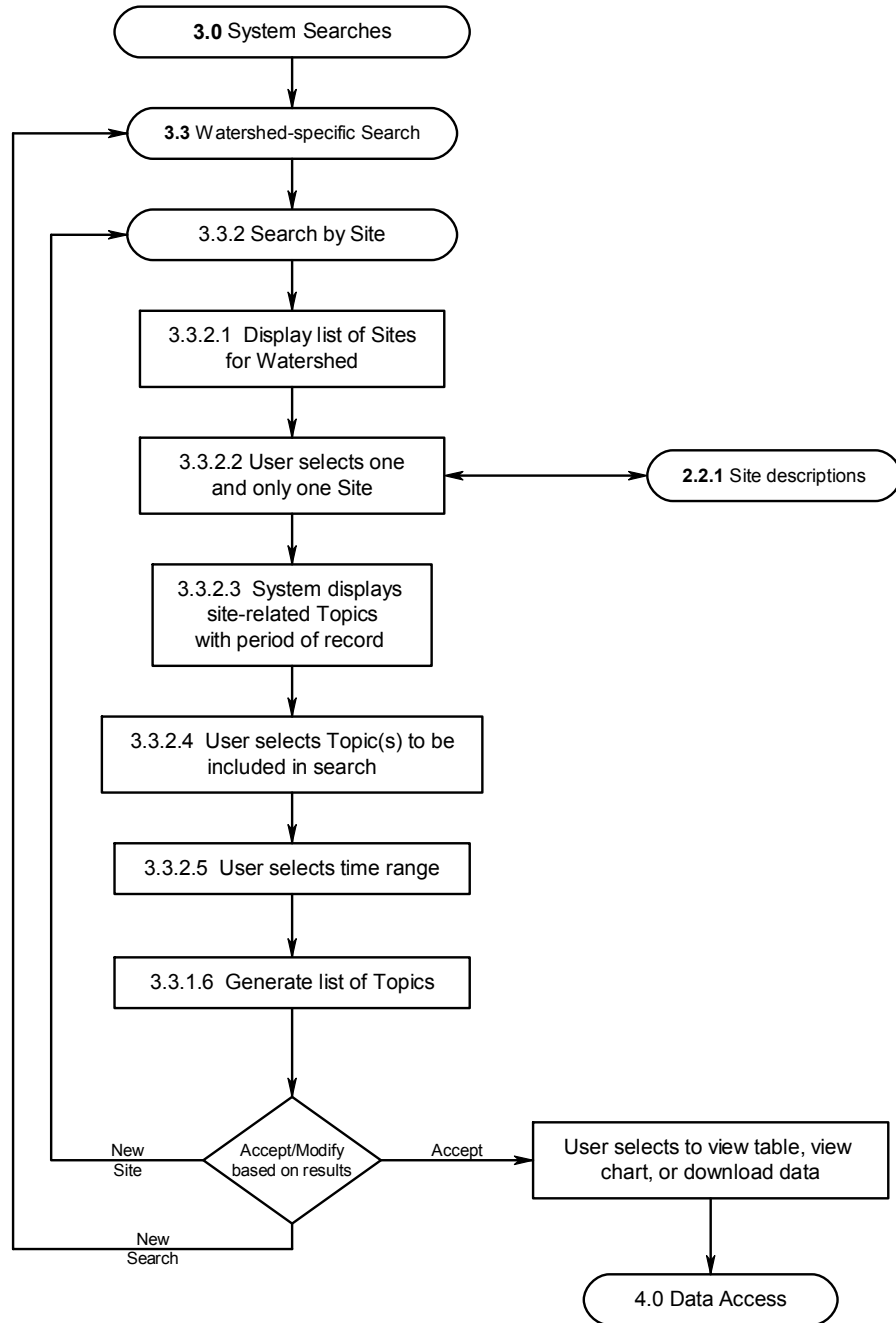 3.0 System Searches
3.3 Watershed-specific Search
3.3.2 Search by Site
3.3.2.1 Display list of Sites
for Watershed
3.3.2.2 User selects one
and only one Site
2.2.1 Site descriptions
3.3.2.3 System displays
site-related Topics
with period of record
3.3.2.4 User selects Topic(s) to be
included in search
3.3.2.5 User selects time range
3.3.1.6 Generate list of Topics
New
Site
Accept/Modify
based on results
Accept
User selects to view table, view
chart, or download data
New
Search
4.0 Data Access